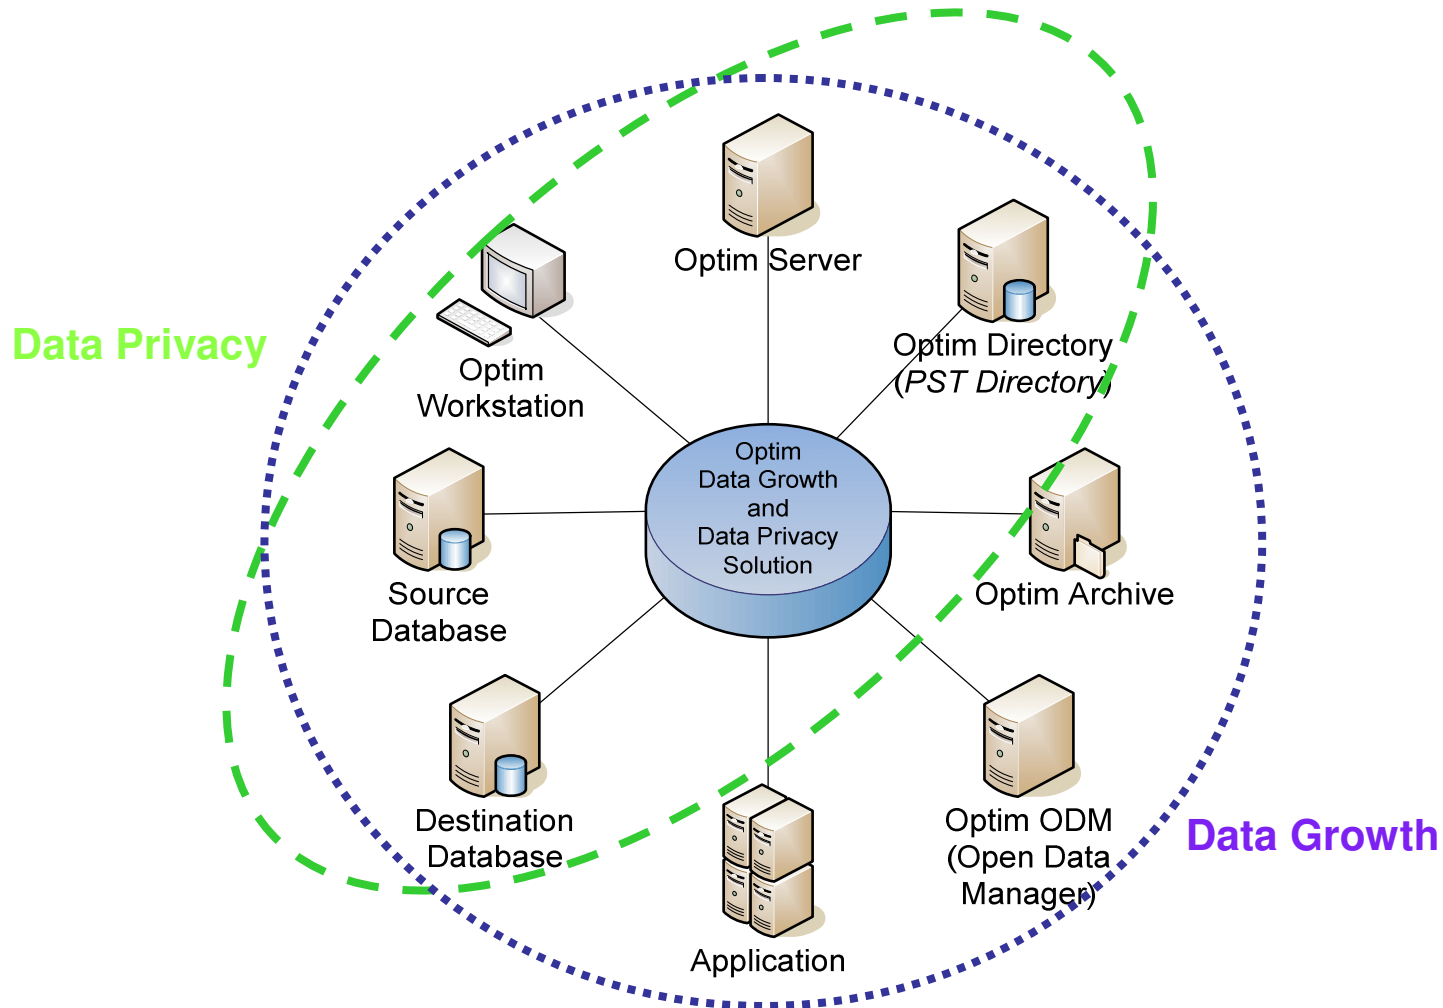 Optim Server
Optim Directory
(PST Directory)
Optim
Workstation
Data Privacy
Optim
Data Growth
and
Data Privacy
Solution
Source
Database
Optim Archive
Destination
Database
Optim ODM
(Open Data
Manager)
Data Growth
Application